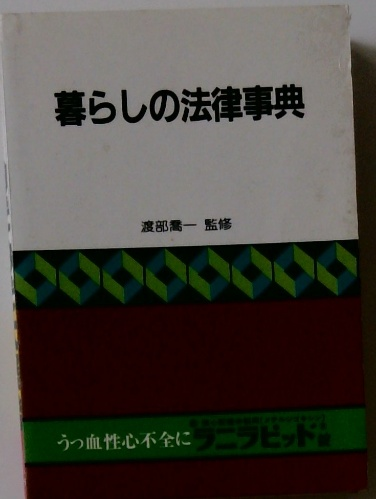 暮らしの法律事典
渡部喬一 監修
うっ血性心不全に
ラニラピッド錠